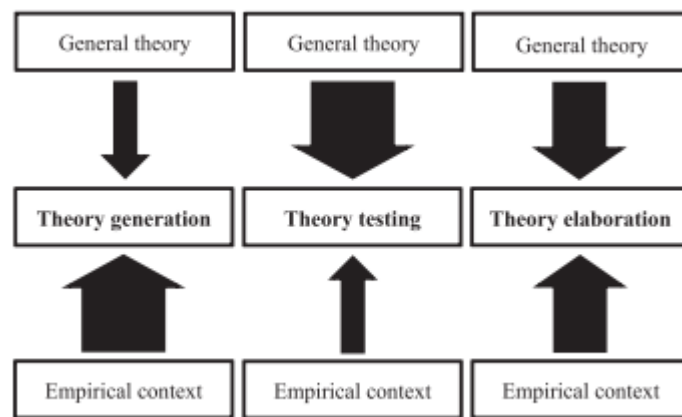 General theory
General theory
General theory
Theory generation
Theory testing
Theory elaboration
Empirical context
Empirical context
Empirical context